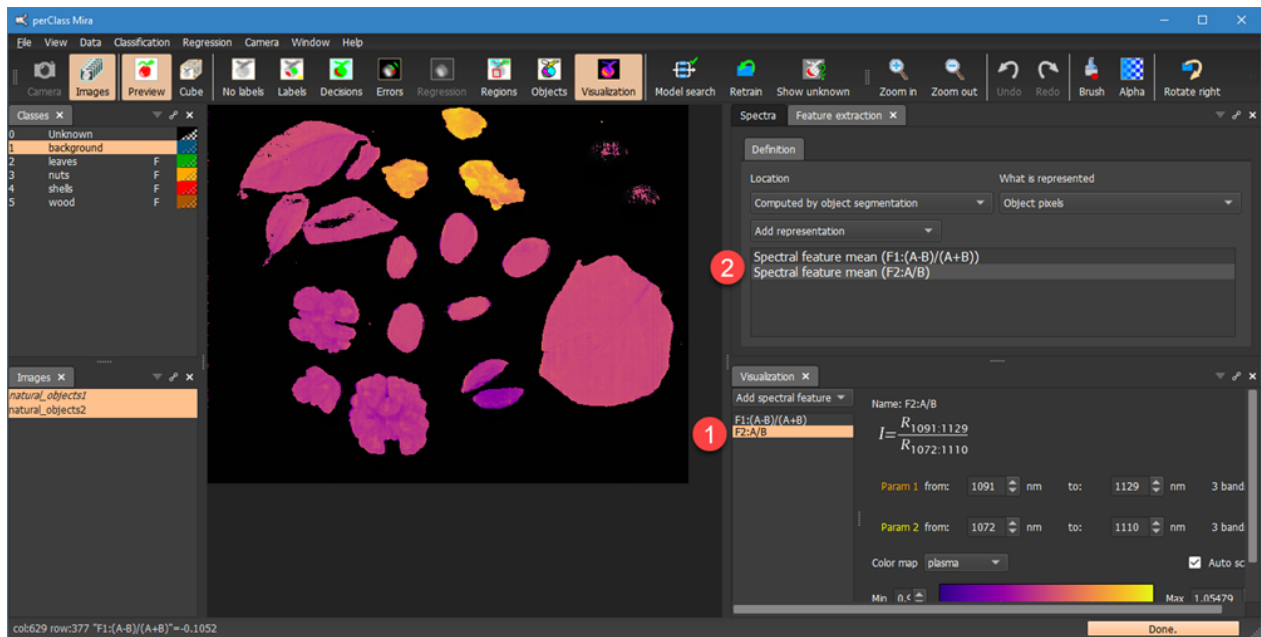 perClass Mira
File View Data Classification Regression Camera Window Help
Camera Images Preview Cube No labels Labels Decisions Errors Regression Regions Objects Visualization Model search Retrain Show unknown Zoom in Zoom out Undo Redo Brush Alpha Rotate right
Classes
0 Unknown
1 background
2 leaves F
3 nuts F
4 shells F
5 wood F
Images
natural_objects1
natural_objects2
Spectra Feature extraction
Definition
Location What is represented
Computed by object segmentation Object pixels
Add representation
2
Spectral feature mean (F1:(A-B)/(A+B))
Spectral feature mean (F2:A/B)
Visualization
Add spectral feature
F1:(A-B)/(A+B)
1
F2:A/B
Name: F2:A/B
I=R1091:1129
R1072:1110
Param 1 from: 1091 nm to: 1129 nm 3 band
Param 2 from: 1072 nm to: 1110 nm 3 band
Color map plasma Auto sc
Min Max 1.05479
col:629 row:377 "F1:(A-B)/(A+B)"=-0.1052
Done.